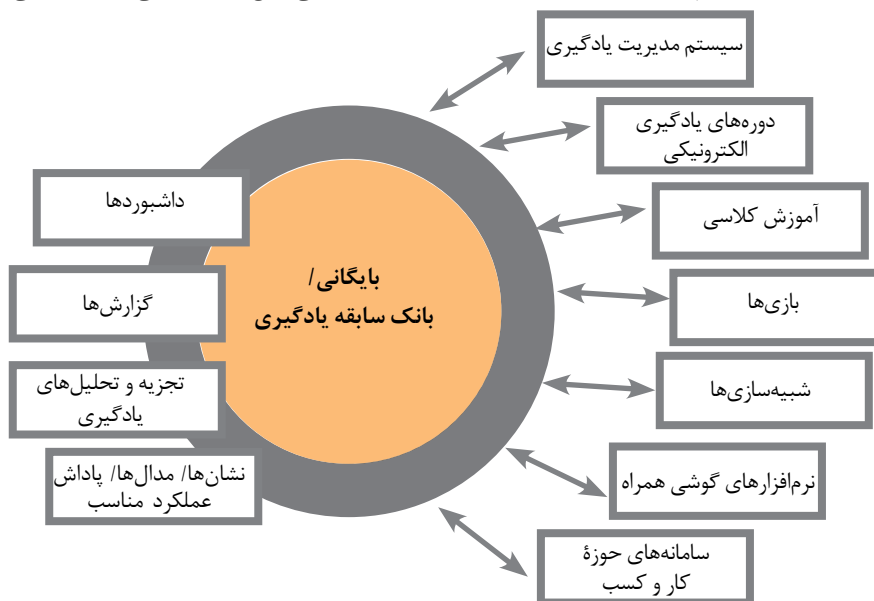 سیستم مدیریت یادگیری
دوره‌های یادگیری
الکترونیکی
آموزش کلاسی
بازی‌ها
شبیه‌سازی‌ها
نرم‌افزارهای گوشی همراه
سامانه‌های حوزهٔ
کار و کسب
بایگانی/
بانک سابقه یادگیری
داشبوردها
گزارش‌ها
تجزیه و تحلیل‌های
یادگیری
نشان‌ها/ مدال‌ها/ پاداش
عملکرد مناسب